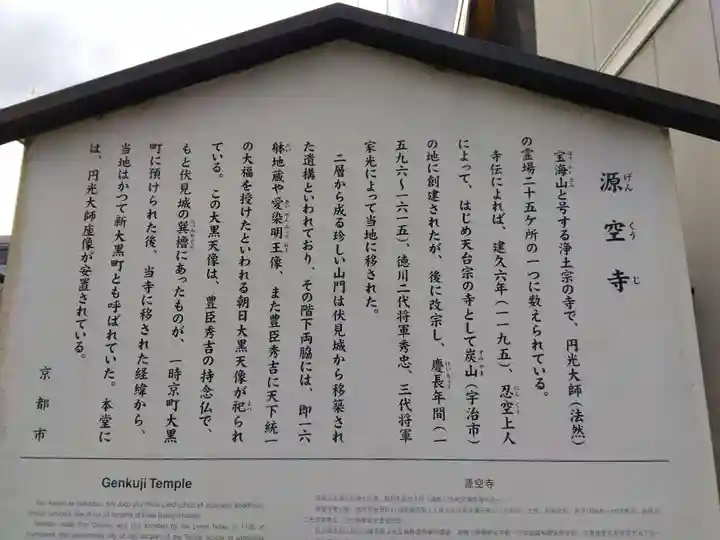 源空寺
宝海山と号する浄土宗の寺で、円光大師(法然)
の霊場二十五ケ所の一つに数えられている。
寺伝によれば、建久六年(一一九五)、忍空上人
によって、はじめ天台宗の寺として炭山(宇治市)
の地に創建されたが、後に改宗し、慶長年間(一
五九六〜一六一五)、徳川二代将軍秀忠、三代将軍
家光によって当地に移された。
二層から成る珍しい山門は伏見城から移築され
た遺構といわれており、その階下両脇には、即一六
躰地蔵や愛染明王像、また豊臣秀吉に天下統一
の大福を授けたといわれる朝日大黒天像が祀られ
ている。この大黒天像は、豊臣秀吉の持念仏で、
もと伏見城の巽櫓にあったものが、一時京町大黒
町に預けられた後、当寺に移された経緯から、
当地はかつて新大黒町とも呼ばれていた。本堂に
は、円光大師座像が安置されている。
京都市
Genkuji Temple
源空寺